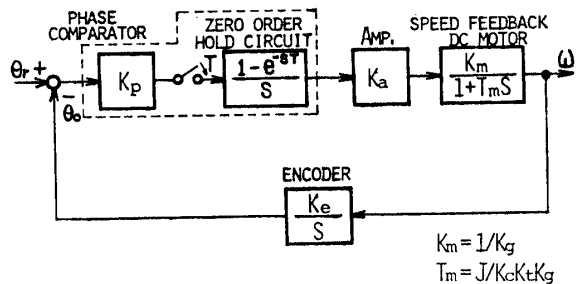 PHASE
COMPARATOR
ZERO ORDER
HOLD CIRCUIT
AMP.
SPEED FEEDBACK
DC MOTOR
θr +
−
θo
Kp
T
1-e^-ST
S
Ka
Km
1+TmS
ω
ENCODER
Ke
S
Km = 1/Kg
Tm = J/KcKtKg